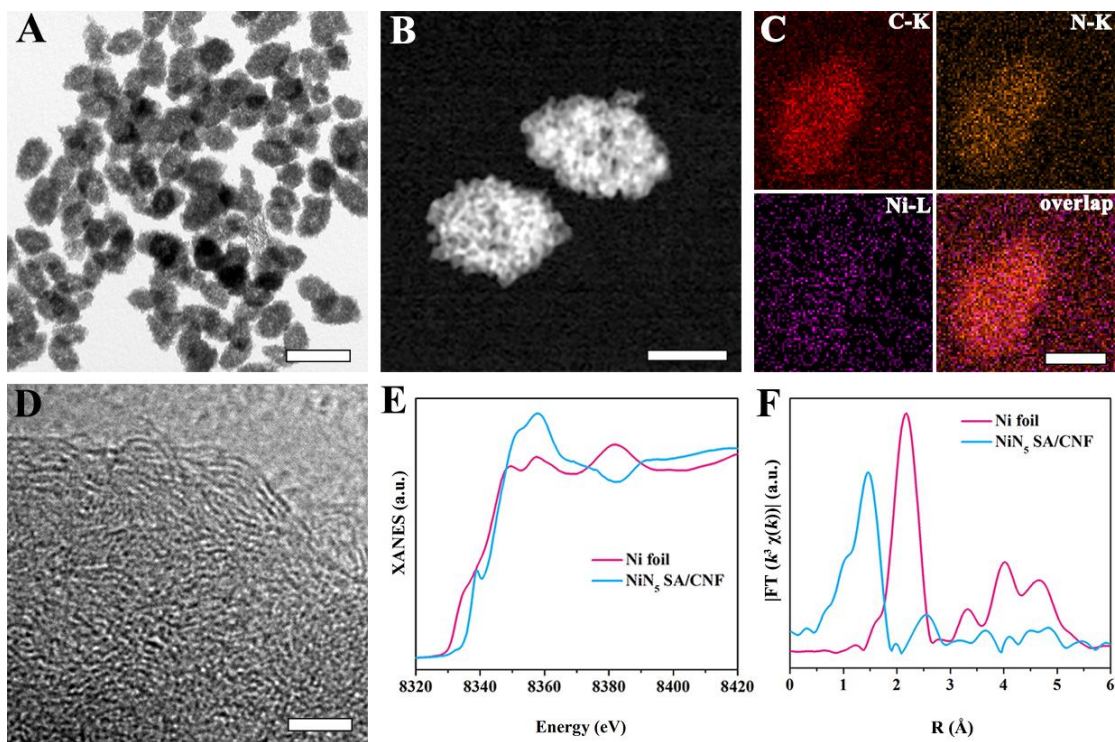 A
B
C
C-K
N-K
Ni-L
overlap
D
E
Ni foil
NiN₅ SA/CNF
XANES (a.u.)
8320 8340 8360 8380 8400 8420
Energy (eV)
F
Ni foil
NiN₅ SA/CNF
|FT (k³ χ(k))| (a.u.)
0 1 2 3 4 5 6
R (Å)